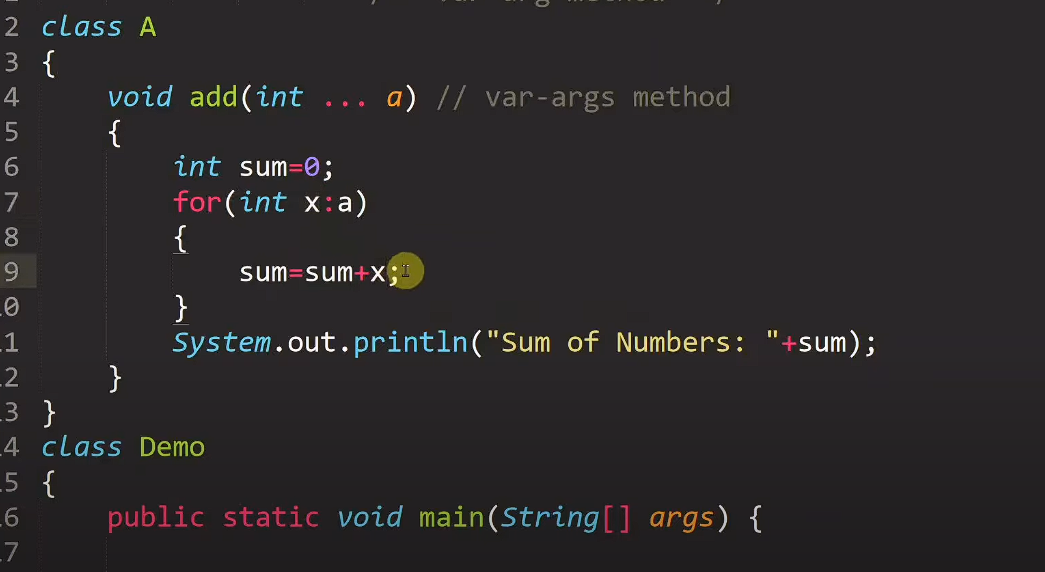 2 class A
3 {
4 void add(int ... a) // var-args method
5 {
6 int sum=0;
7 for(int x:a)
8 {
9 sum=sum+x;
0 }
1 System.out.println("Sum of Numbers: "+sum);
2 }
3 }
4 class Demo
5 {
6 public static void main(String[] args) {
7